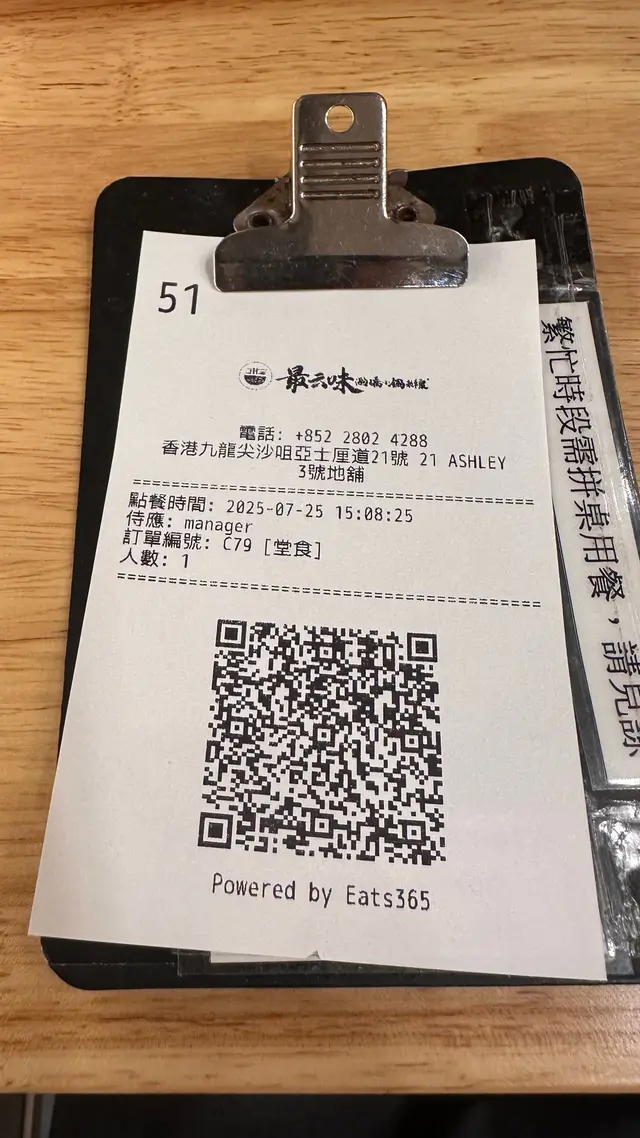 51
最云味
電話: +852 2802 4288
香港九龍尖沙咀亞士厘道21號 21 ASHLEY
3號地舖
點餐時間: 2025-07-25 15:08:25
侍應: manager
訂單編號: C79 [堂食]
人數: 1
Powered by Eats365
繁忙時段需拼桌用餐，請見諒